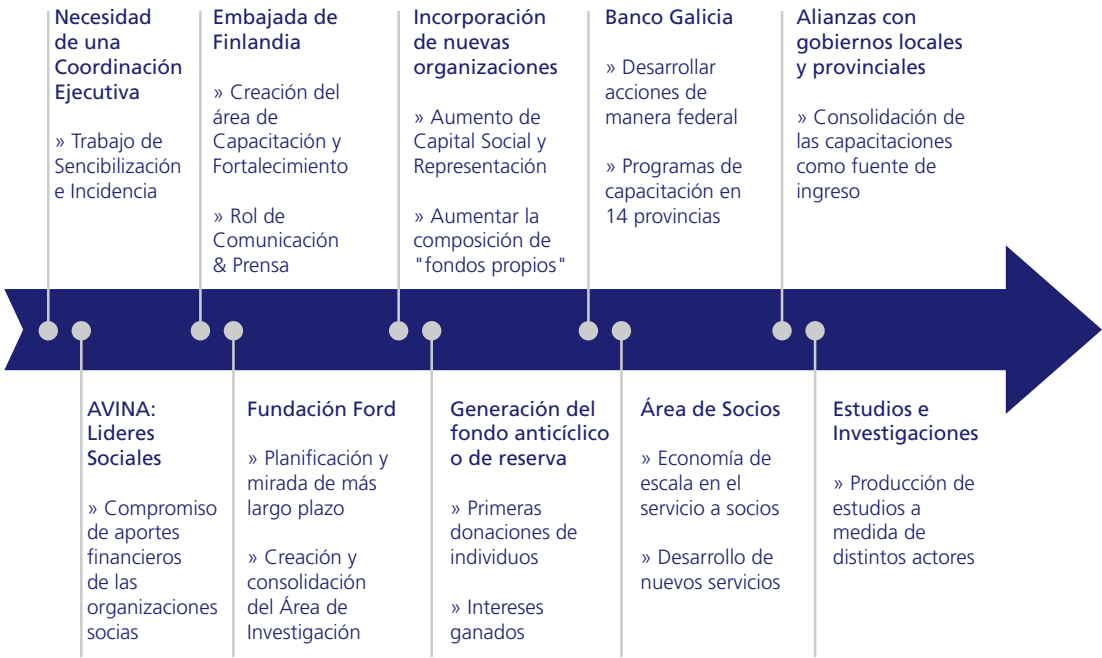 Necesidad
de una
Coordinación
Ejecutiva
» Trabajo de
Sencibilización
e Incidencia
Embajada de
Finlandia
» Creación del
área de
Capacitación y
Fortalecimiento
» Rol de
Comunicación
& Prensa
Incorporación
de nuevas
organizaciones
» Aumento de
Capital Social y
Representación
» Aumentar la
composición de
"fondos propios"
Banco Galicia
» Desarrollar
acciones de
manera federal
» Programas de
capacitación en
14 provincias
Alianzas con
gobiernos locales
y provinciales
» Consolidación de
las capacitaciones
como fuente de
ingreso
AVINA:
Lideres
Sociales
» Compromiso
de aportes
financieros
de las
organizaciones
socias
Fundación Ford
» Planificación y
mirada de más
largo plazo
» Creación y
consolidación
del Área de
Investigación
Generación del
fondo anticíclico
o de reserva
» Primeras
donaciones de
individuos
» Intereses
ganados
Área de Socios
» Economía de
escala en el
servicio a socios
» Desarrollo de
nuevos servicios
Estudios e
Investigaciones
» Producción de
estudios a
medida de
distintos actores